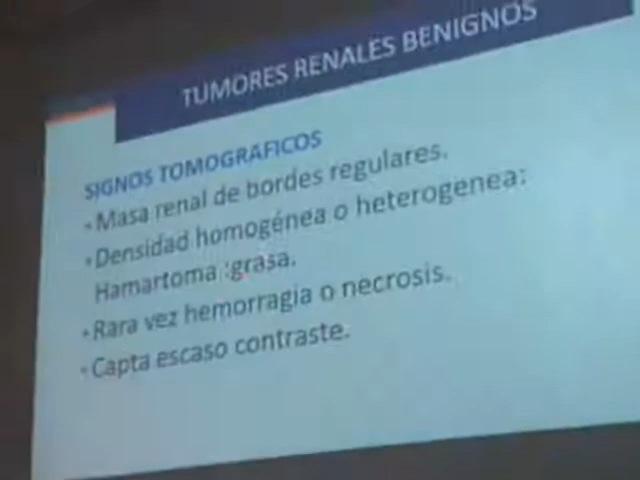 TUMORES RENALES BENIGNOS
SIGNOS TOMOGRAFICOS
•Masa renal de bordes regulares.
•Densidad homogénea o heterogenea:
Hamartoma :grasa.
•Rara vez hemorragia o necrosis.
•Capta escaso contraste.